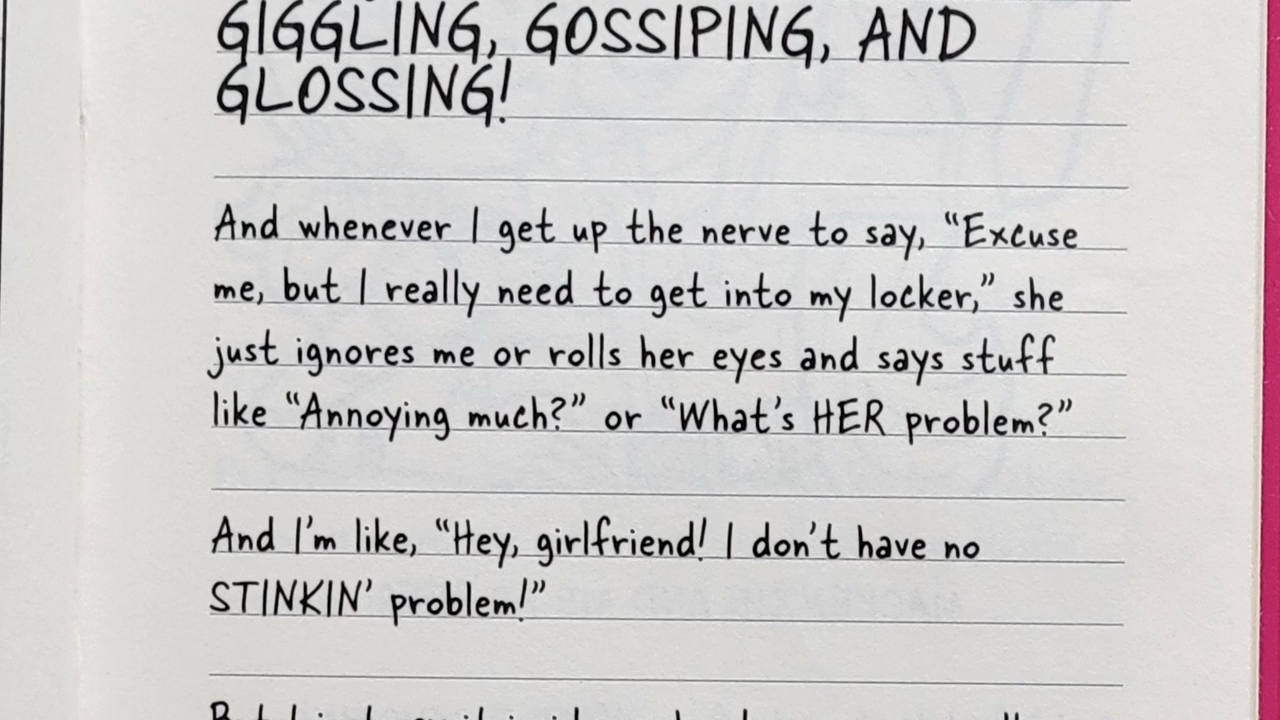 GIGGLING, GOSSIPING, AND
GLOSSING!
And whenever I get up the nerve to say, “Excuse
me, but I really need to get into my locker,” she
just ignores me or rolls her eyes and says stuff
like “Annoying much?” or “What's HER problem?”
And I'm like, “Hey, girlfriend! I don't have no
STINKIN' problem!”